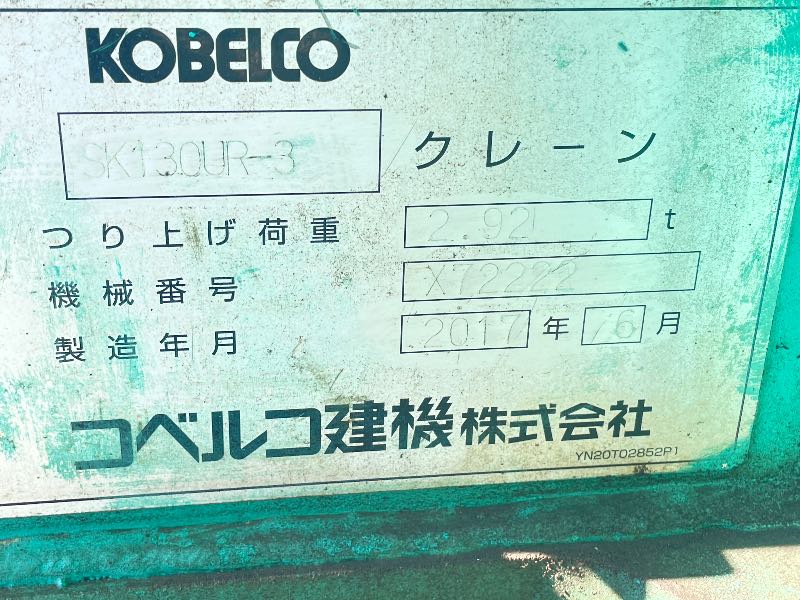 KOBELCO
SK130UR-3 クレーン
つり上げ荷重 2.92 t
機械番号 X72222
製造年月 2017 年 6 月
コベルコ建機株式会社
YN20T02852P1